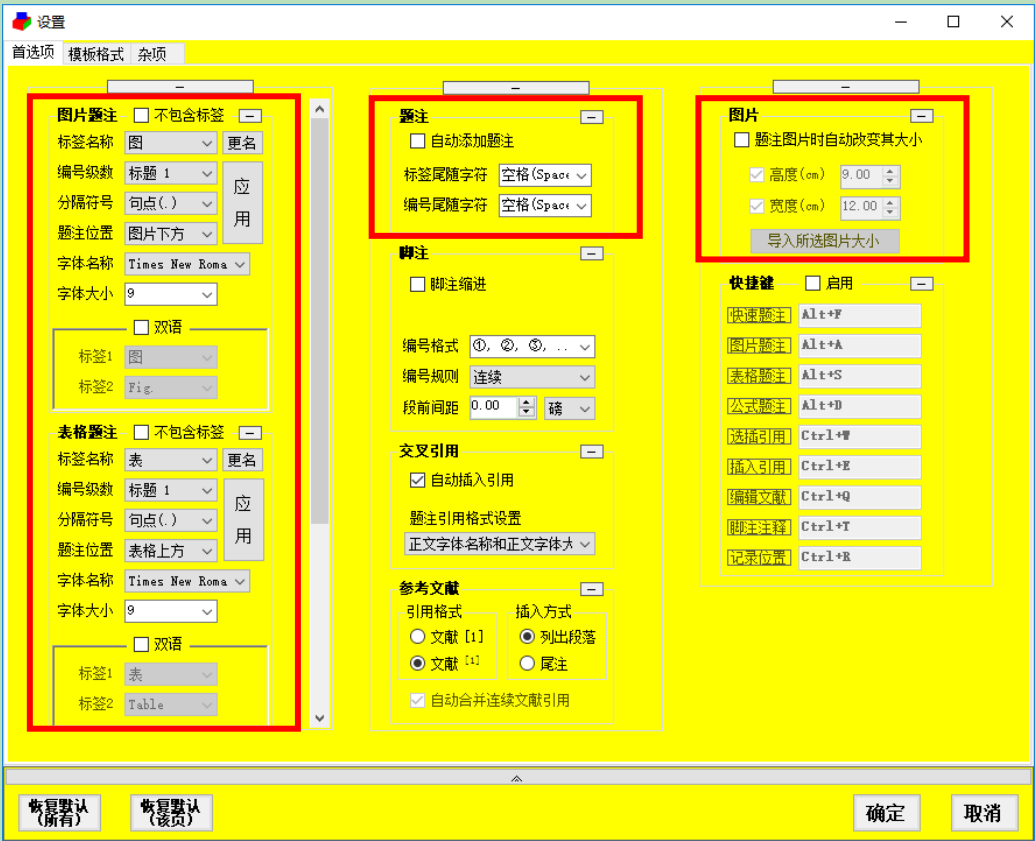 设置
首选项 模板格式 杂项
图片题注 不包含标签
标签名称 图 更名
编号级数 标题 1
应用
分隔符号 句点(.)
题注位置 图片下方
字体名称 Times New Roma
字体大小 9
双语
标签1 图
标签2 Fig.
表格题注 不包含标签
标签名称 表 更名
编号级数 标题 1
应用
分隔符号 句点(.)
题注位置 表格上方
字体名称 Times New Roma
字体大小 9
双语
标签1 表
标签2 Table
题注
自动添加题注
标签尾随字符 空格(Space
编号尾随字符 空格(Space
脚注
脚注缩进
编号格式 ①, ②, ③, ..
编号规则 连续
段前间距 0.00 磅
交叉引用
自动插入引用
题注引用格式设置
正文字体名称和正文字体大
参考文献
引用格式 插入方式
文献 [1] 列出段落
文献 [1] 尾注
自动合并连续文献引用
图片
题注图片时自动改变其大小
高度(cm) 9.00
宽度(cm) 12.00
导入所选图片大小
快捷键 启用
快速题注 Alt+F
图片题注 Alt+A
表格题注 Alt+S
公式题注 Alt+D
选插引用 Ctrl+W
插入引用 Ctrl+E
编辑文献 Ctrl+Q
脚注注释 Ctrl+T
记录位置 Ctrl+R
恢复默认 恢复默认 确定 取消
(所有) (该页)